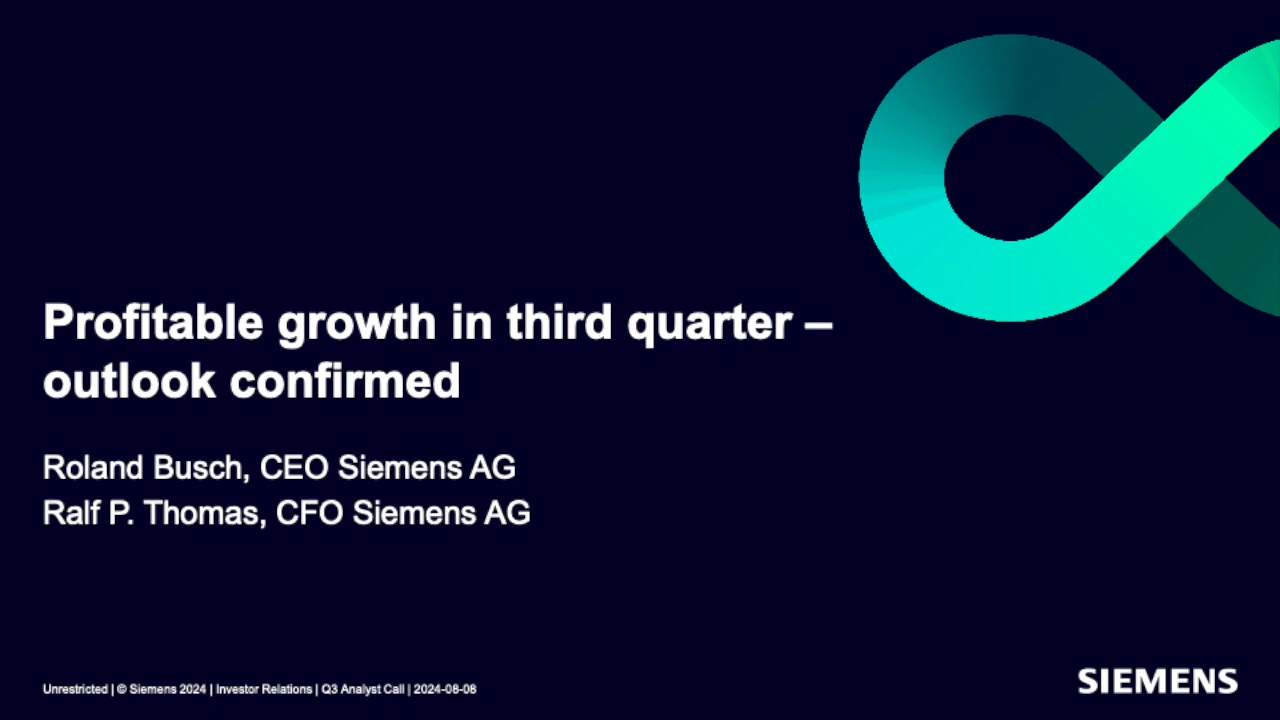 Profitable growth in third quarter –
outlook confirmed
Roland Busch, CEO Siemens AG
Ralf P. Thomas, CFO Siemens AG
Unrestricted | © Siemens 2024 | Investor Relations | Q3 Analyst Call | 2024-08-08
SIEMENS